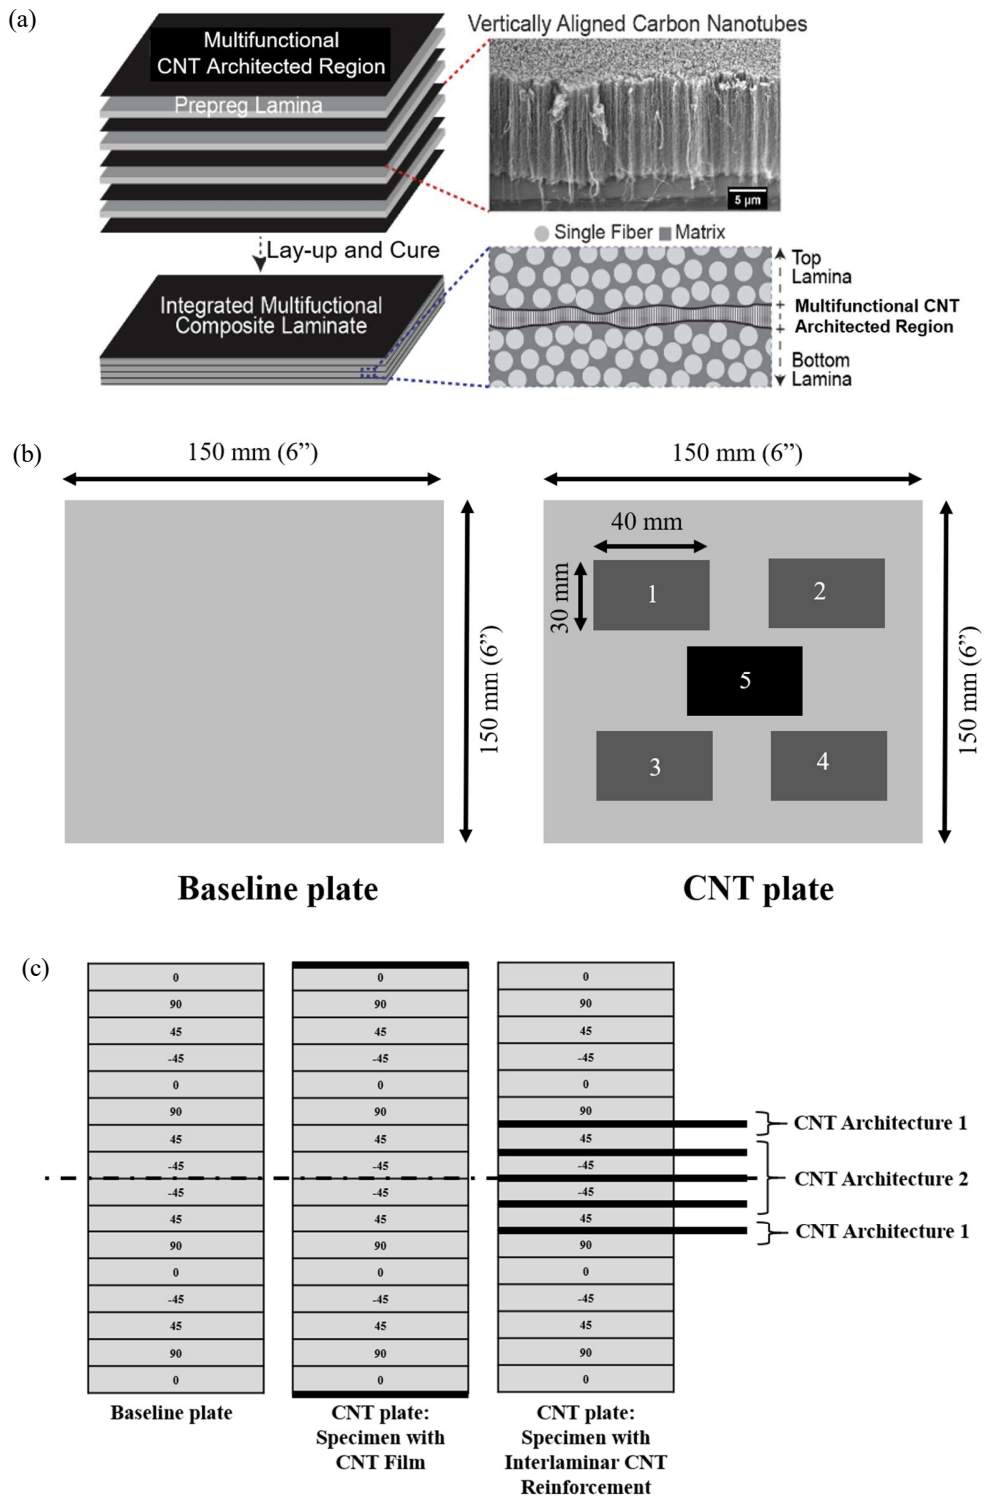 (a)
Multifunctional
CNT Architected Region
Prepreg Lamina
Lay-up and Cure
Integrated Multifuctional
Composite Laminate
Vertically Aligned Carbon Nanotubes
5 μm
Single Fiber Matrix
Top
Lamina
Multifunctional CNT
Architected Region
Bottom
Lamina
(b)
150 mm (6”)
150 mm (6”)
Baseline plate
150 mm (6”)
40 mm
30 mm
1
2
5
3
4
150 mm (6”)
CNT plate
(c)
0
90
45
-45
0
90
45
-45
-45
45
90
0
-45
45
90
0
Baseline plate
0
90
45
-45
0
90
45
-45
-45
45
90
0
-45
45
90
0
CNT plate:
Specimen with
CNT Film
0
90
45
-45
0
90
45
-45
-45
45
90
0
-45
45
90
0
CNT plate:
Specimen with
Interlaminar CNT
Reinforcement
CNT Architecture 1
CNT Architecture 2
CNT Architecture 1